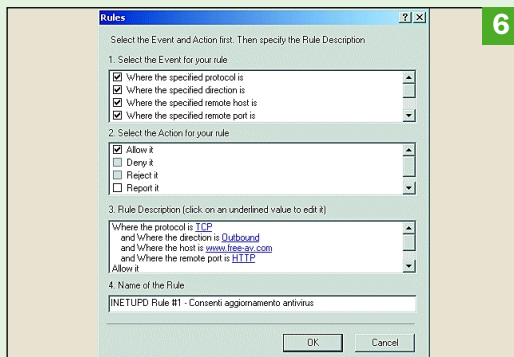 6
Rules
Select the Event and Action first. Then specify the Rule Description
1. Select the Event for your rule
Where the specified protocol is
Where the specified direction is
Where the specified remote host is
Where the specified remote port is
2. Select the Action for your rule
Allow it
Deny it
Reject it
Report it
3. Rule Description (click on an underlined value to edit it)
Where the protocol is TCP
and Where the direction is Outbound
and Where the host is www.free-av.com
and Where the remote port is HTTP
Allow it
4. Name of the Rule
INETUPD Rule #1 - Consenti aggiornamento antivirus
OK Cancel